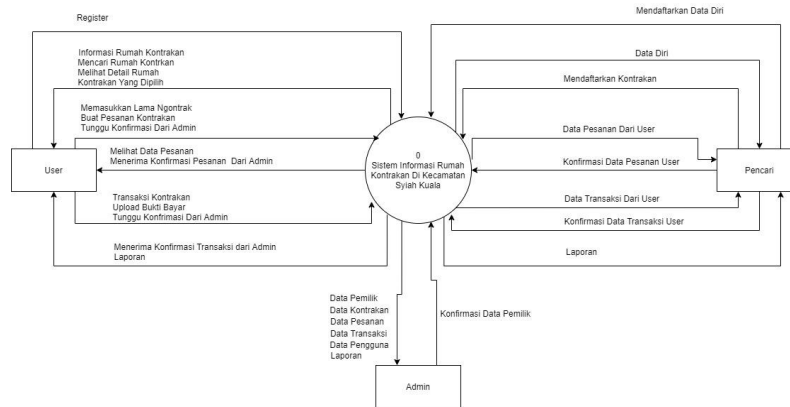 Register
Mendaftarkan Data Diri
Informasi Rumah Kontrakan
Mencari Rumah Kontrkan
Melihat Detail Rumah
Kontrakan Yang Dipilih
Data Diri
Mendaftarkan Kontrakan
Memasukkan Lama Ngontrak
Buat Pesanan Kontrakan
Tunggu Konfirmasi Dari Admin
Data Pesanan Dari User
Melihat Data Pesanan
Menerima Konfirmasi Pesanan Dari Admin
0
Sistem Informasi Rumah
Kontrakan Di Kecamatan
Syiah Kuala
Konfirmasi Data Pesanan User
User
Pencari
Transaksi Kontrakan
Upload Bukti Bayar
Tunggu Konfrimasi Dari Admin
Data Transaksi Dari User
Konfirmasi Data Transaksi User
Menerima Konfirmasi Transaksi dari Admin
Laporan
Laporan
Data Pemilik
Data Kontrakan
Data Pesanan
Data Transaksi
Data Pengguna
Laporan
Konfirmasi Data Pemilik
Admin